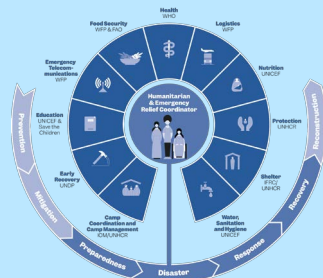 Health
WHO
Logistics
WFP
Nutrition
UNICEF
Protection
UNHCR
Shelter
IFRC/
UNHCR
Water,
Sanitation
and Hygiene
UNICEF
Camp
Coordination and
Camp Management
IOM/UNHCR
Early
Recovery
UNDP
Education
UNICEF &
Save the
Children
Emergency
Telecom-
munications
WFP
Food Security
WFP & FAO
Humanitarian
& Emergency
Relief Coordinator
Prevention
Mitigation
Preparedness
Disaster
Response
Recovery
Reconstruction